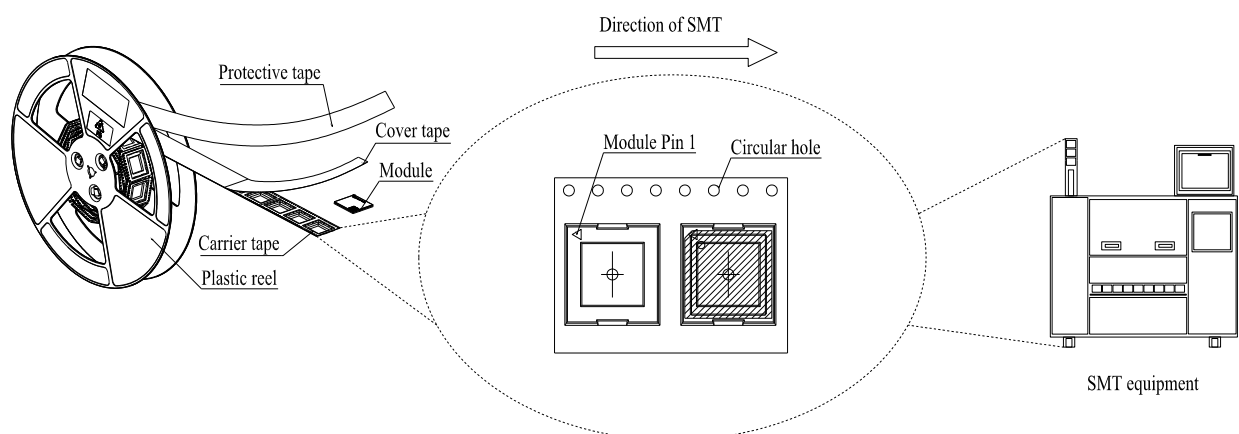 Direction of SMT
Protective tape
Cover tape
Module
Carrier tape
Plastic reel
Module Pin 1
Circular hole
SMT equipment